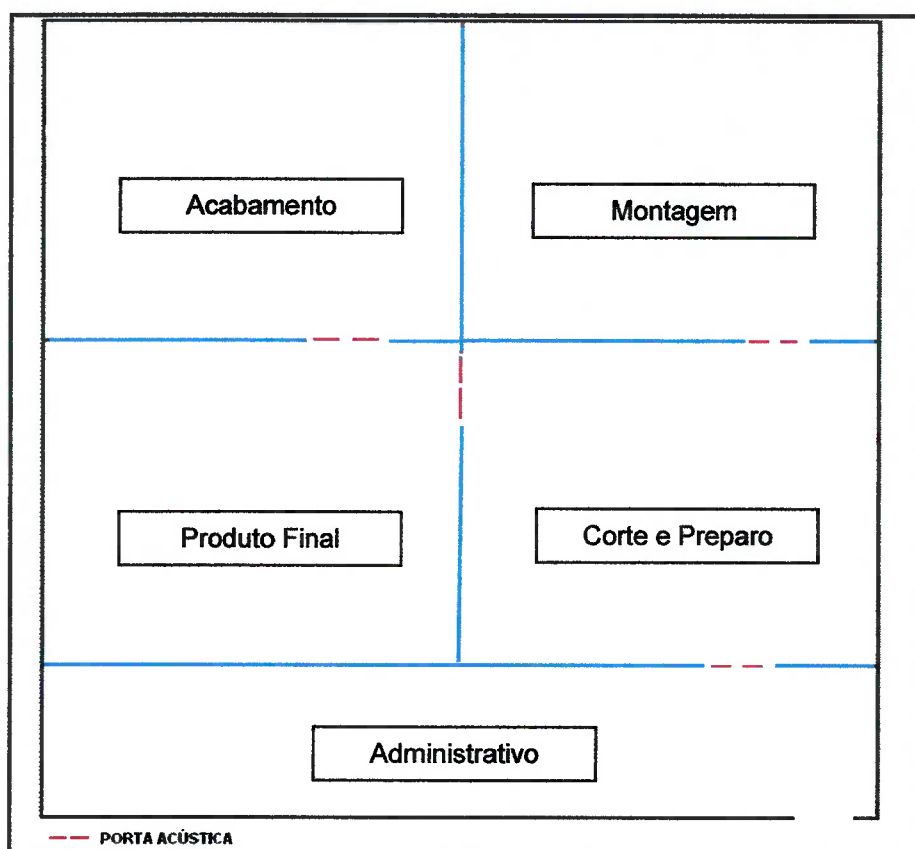 Acabamento
Montagem
Produto Final
Corte e Preparo
Administrativo
PORTA ACÚSTICA